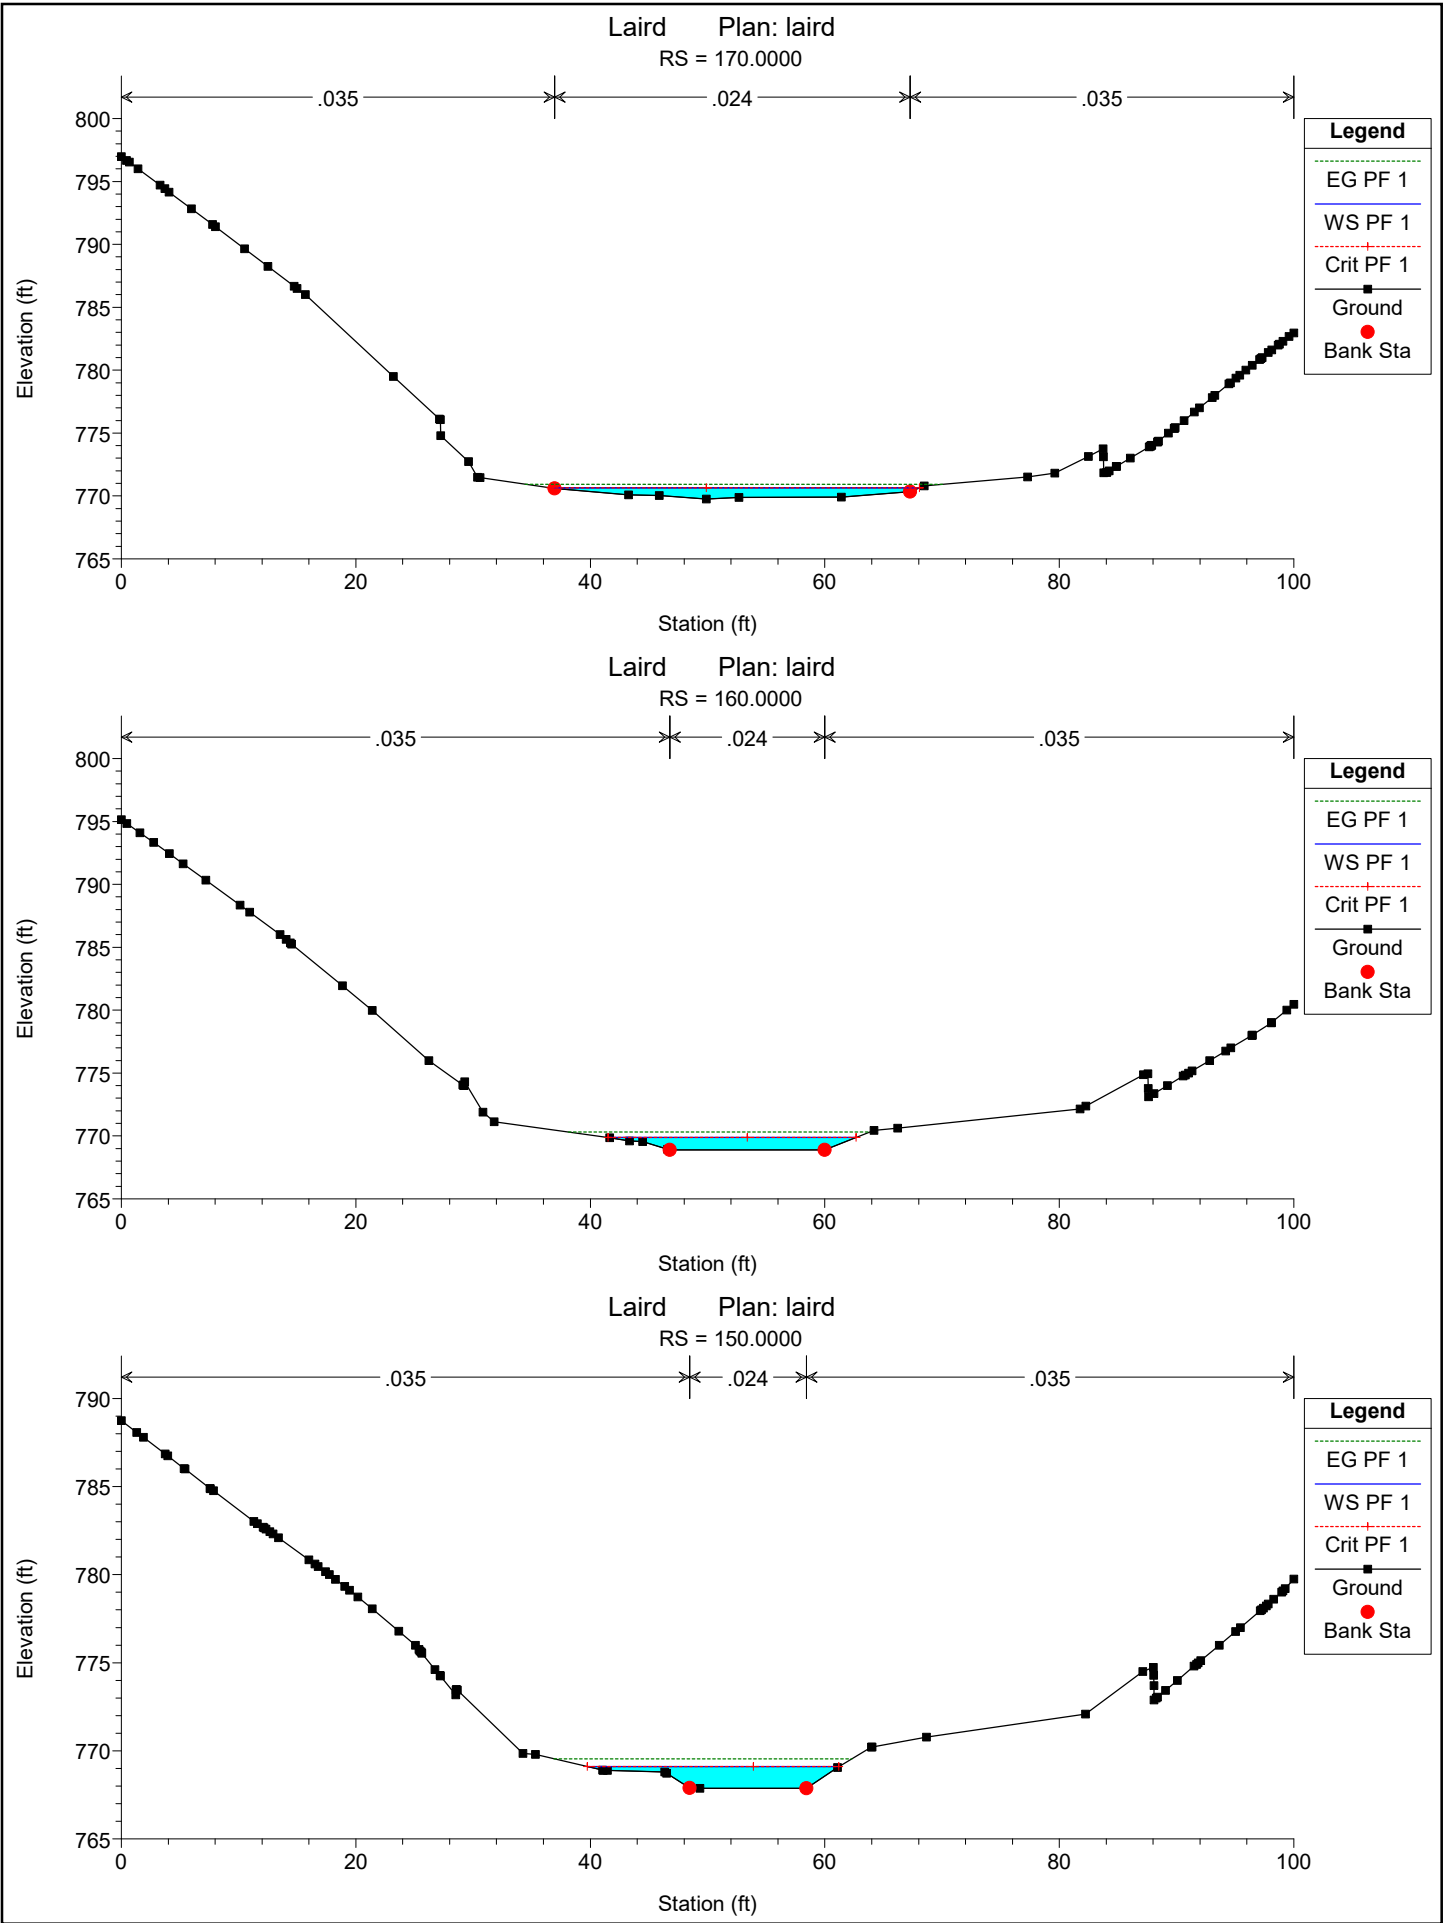 Laird Plan: laird
RS = 170.0000
.035 .024 .035
800
795
790
785
780
775
770
765
Elevation (ft)
0 20 40 60 80 100
Station (ft)
Legend
EG PF 1
WS PF 1
Crit PF 1
Ground
Bank Sta
Laird Plan: laird
RS = 160.0000
.035 .024 .035
800
795
790
785
780
775
770
765
Elevation (ft)
0 20 40 60 80 100
Station (ft)
Legend
EG PF 1
WS PF 1
Crit PF 1
Ground
Bank Sta
Laird Plan: laird
RS = 150.0000
.035 .024 .035
790
785
780
775
770
765
Elevation (ft)
0 20 40 60 80 100
Station (ft)
Legend
EG PF 1
WS PF 1
Crit PF 1
Ground
Bank Sta